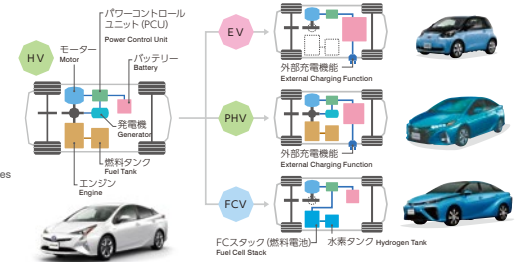 HV
モーター
Motor
パワーコントロール
ユニット(PCU)
Power Control Unit
バッテリー
Battery
発電機
Generator
燃料タンク
Fuel Tank
エンジン
Engine
es
EV
外部充電機能
External Charging Function
PHV
外部充電機能
External Charging Function
FCV
FCスタック(燃料電池)
Fuel Cell Stack
水素タンク Hydrogen Tank